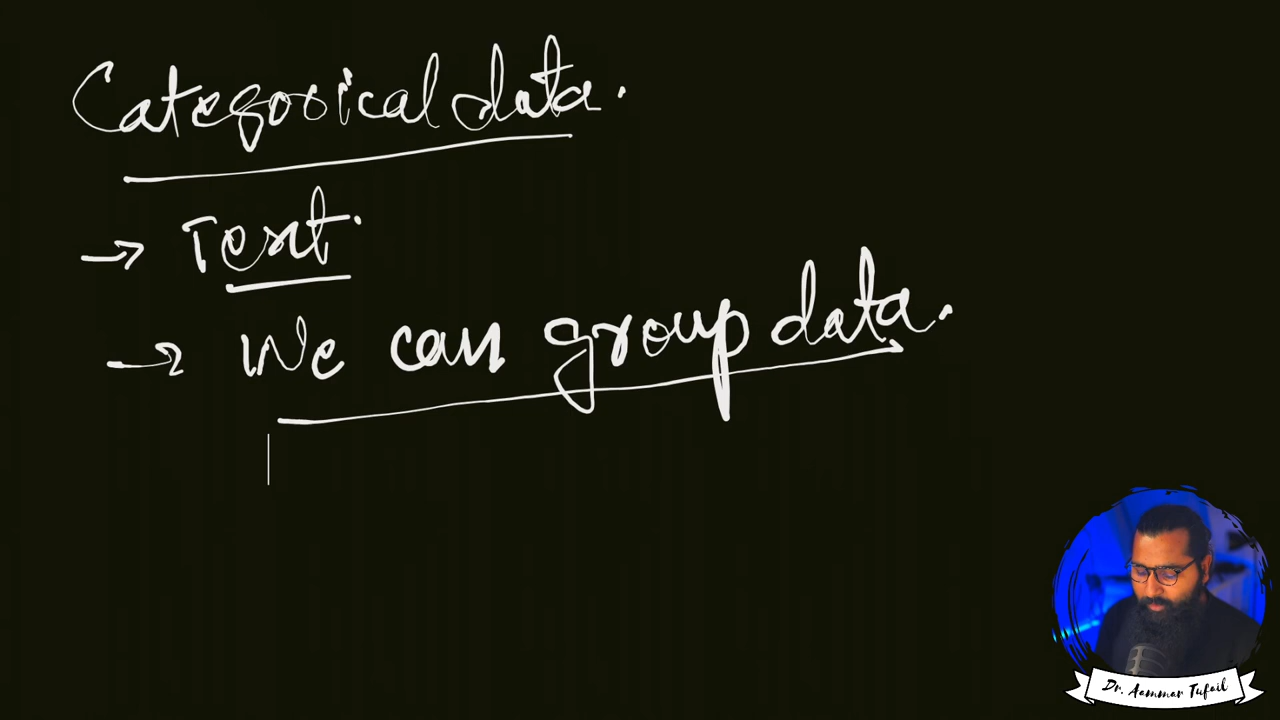 Categorical data.
→ Text.
→ We can group data.
Dr. Aammar Tufail